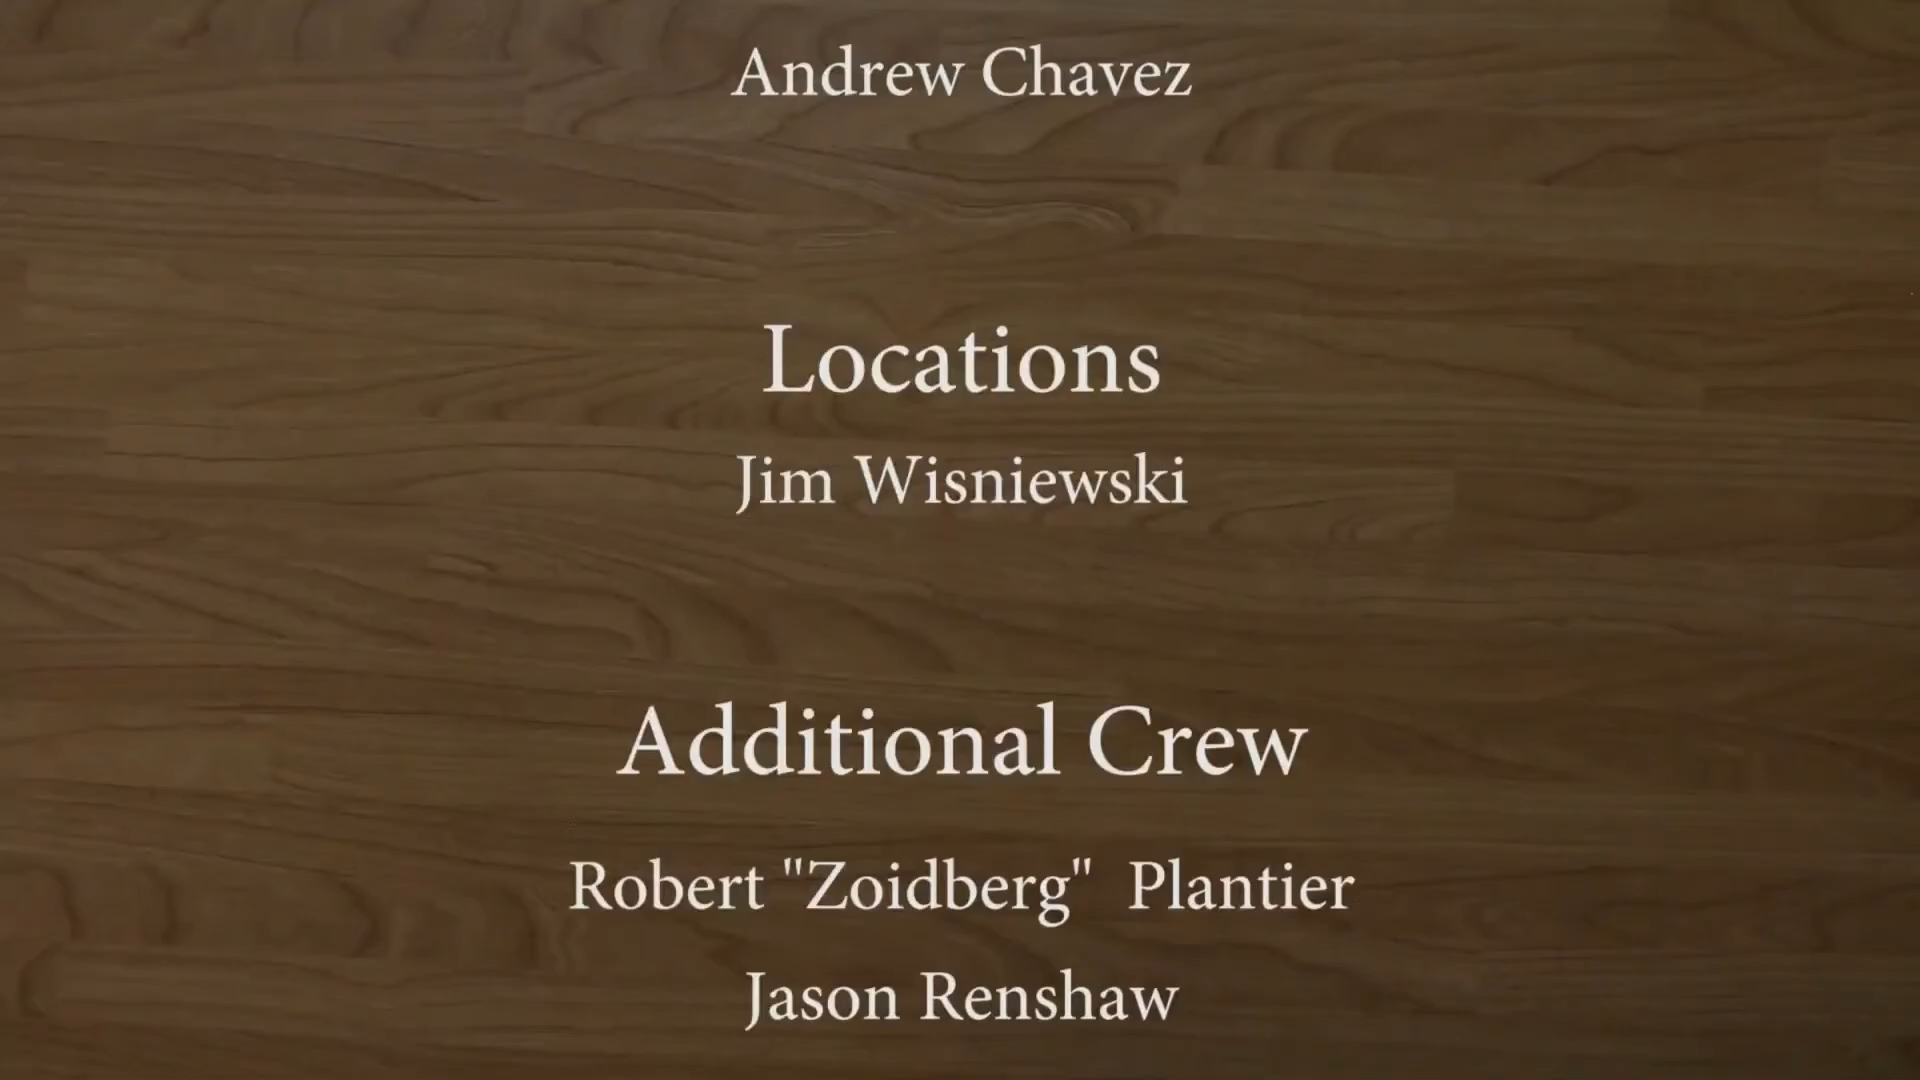 Andrew Chavez
Locations
Jim Wisniewski
Additional Crew
Robert "Zoidberg" Plantier
Jason Renshaw